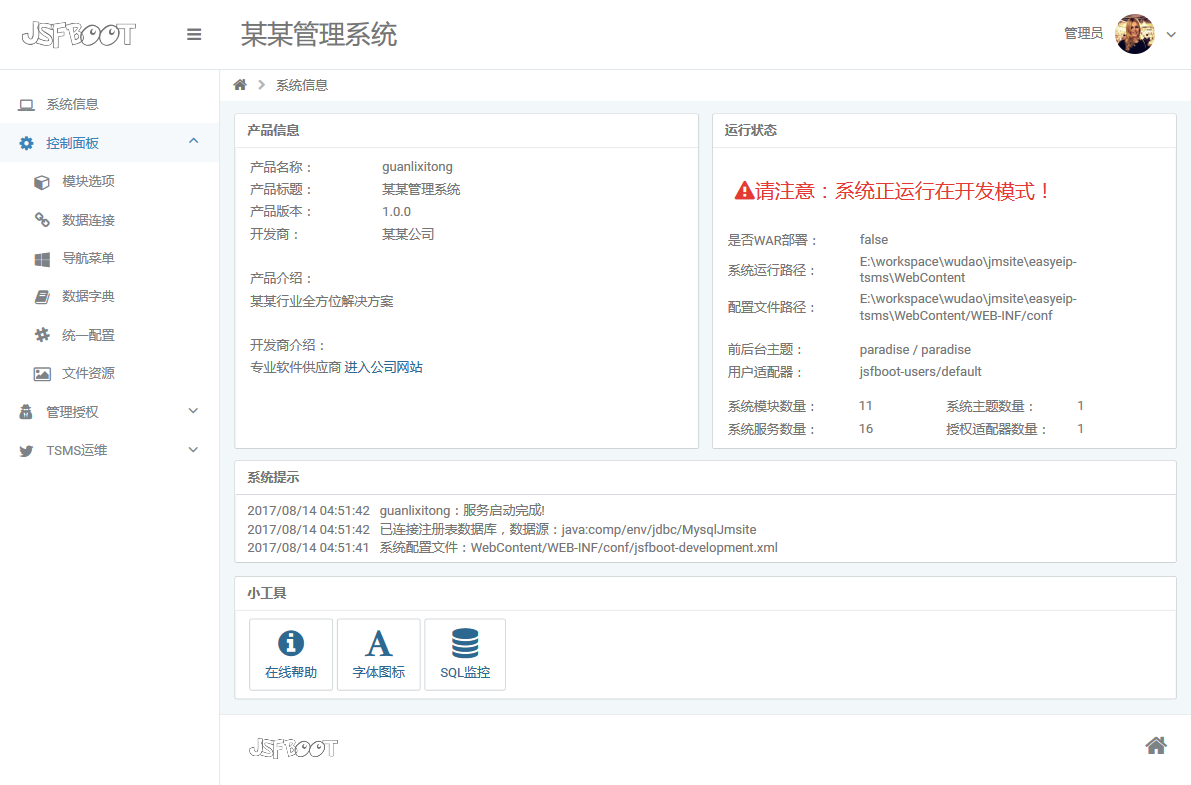 JSFBOOT
某某管理系统
管理员
系统信息
系统信息
控制面板
模块选项
数据连接
导航菜单
数据字典
统一配置
文件资源
管理授权
TSMS运维
产品信息
产品名称： guanlixitong
产品标题： 某某管理系统
产品版本： 1.0.0
开发商： 某某公司
产品介绍：
某某行业全方位解决方案
开发商介绍：
专业软件供应商 进入公司网站
运行状态
请注意：系统正运行在开发模式！
是否WAR部署： false
系统运行路径： E:\workspace\wudao\jmsite\easyeip-
tsms\WebContent
配置文件路径： E:\workspace\wudao\jmsite\easyeip-
tsms\WebContent/WEB-INF/conf
前后台主题： paradise / paradise
用户适配器： jsfboot-users/default
系统模块数量： 11 系统主题数量： 1
系统服务数量： 16 授权适配器数量： 1
系统提示
2017/08/14 04:51:42 guanlixitong：服务启动完成!
2017/08/14 04:51:42 已连接注册表数据库，数据源：java:comp/env/jdbc/MysqlJmsite
2017/08/14 04:51:41 系统配置文件：WebContent/WEB-INF/conf/jsfboot-development.xml
小工具
在线帮助
字体图标
SQL监控
JSFBOOT